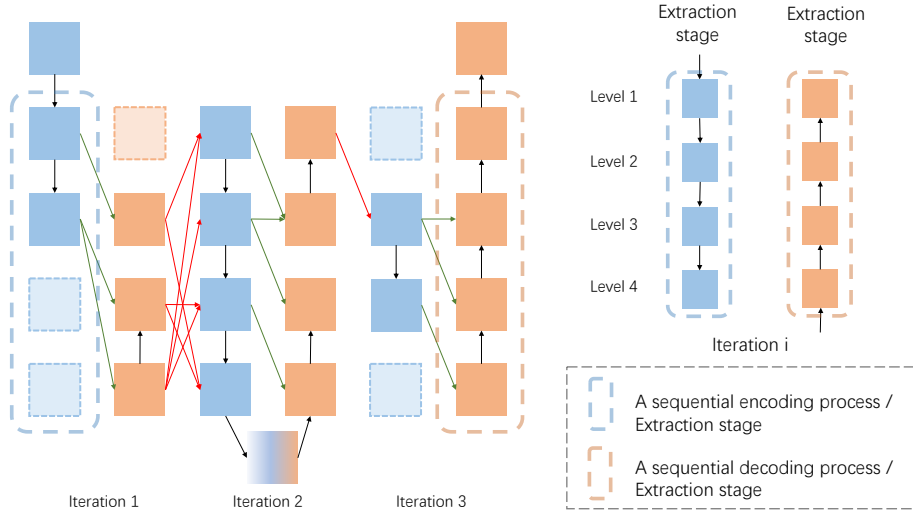 Extraction
stage
Extraction
stage
Level 1
Level 2
Level 3
Level 4
Iteration i
Iteration 1
Iteration 2
Iteration 3
A sequential encoding process /
Extraction stage
A sequential decoding process /
Extraction stage